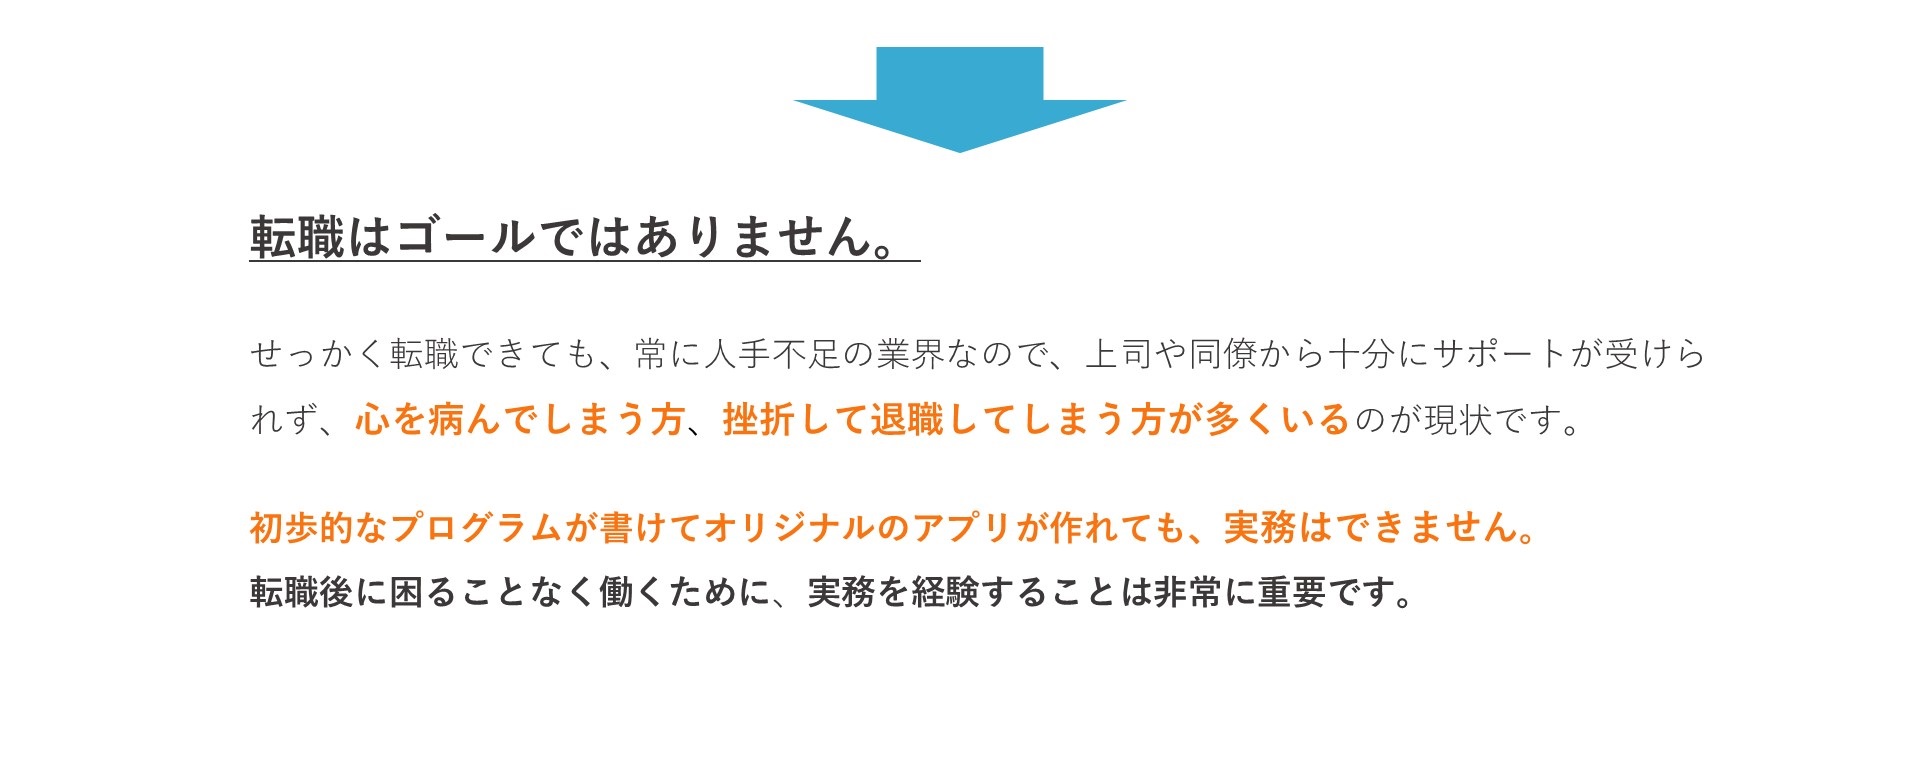 転職はゴールではありません。
せっかく転職できても、常に人手不足の業界なので、上司や同僚から十分にサポートが受けら
れず、心を病んでしまう方、挫折して退職してしまう方が多くいるのが現状です。
初歩的なプログラムが書けてオリジナルのアプリが作れても、実務はできません。
転職後に困ることなく働くために、実務を経験することは非常に重要です。